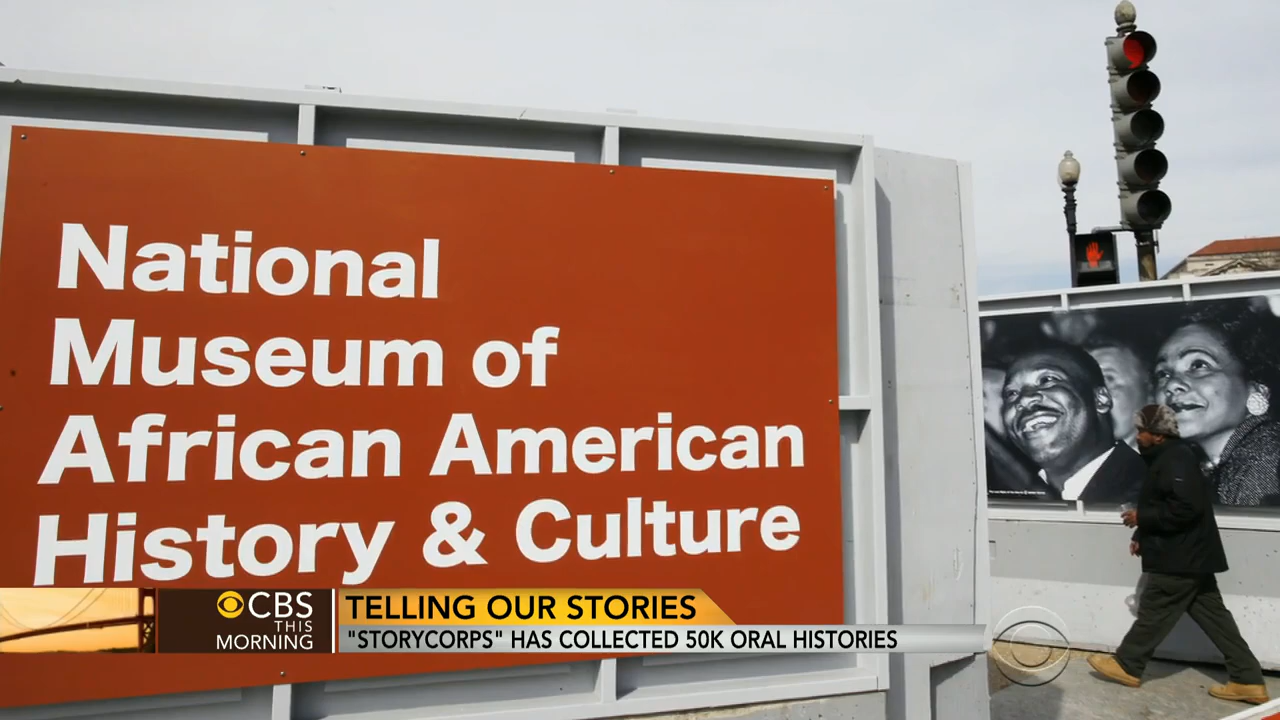 National
Museum of
African American
History & Culture
CBS
THIS
MORNING
TELLING OUR STORIES
"STORYCORPS" HAS COLLECTED 50K ORAL HISTORIES